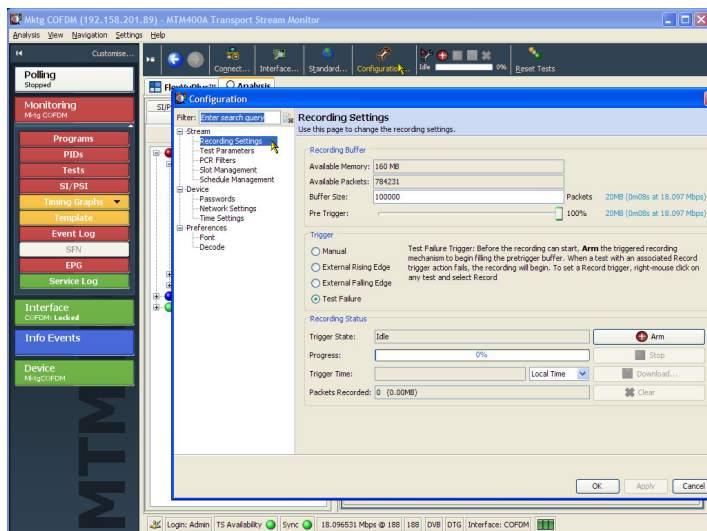 Mktg COFDM (192.158.201.89) - MTM400A Transport Stream Monitor
Analysis View Navigation Settings Help
Customise...
Connect... Interface... Standard... Configuration... Idle 0% Reset Tests
Polling
Stopped
Monitoring
Mktg COFDM
Programs
PIDs
Tests
SI/PSI
Timing Graphs
Template
Event Log
SFN
EPG
Service Log
Interface
COFDM: Locked
Info Events
Device
MktgCOFDM
MTM
FlexVuPlus™ Analysis
SI/P
Configuration
Filter: Enter search query
Stream
Recording Settings
Test Parameters
PCR Filters
Slot Management
Schedule Management
Device
Passwords
Network Settings
Time Settings
Preferences
Font
Decode
Recording Settings
Use this page to change the recording settings.
Recording Buffer
Available Memory: 160 MB
Available Packets: 784231
Buffer Size: 100000 Packets 20MB (0m08s at 18.097 Mbps)
Pre Trigger: 100% 20MB (0m08s at 18.097 Mbps)
Trigger
Manual
External Rising Edge
External Falling Edge
Test Failure
Test Failure Trigger: Before the recording can start, Arm the triggered recording
mechanism to begin filling the pretrigger buffer. When a test with an associated Record
trigger action fails, the recording will begin. To set a Record trigger, right-mouse click on
any test and select Record
Recording Status
Trigger State: Idle Arm
Progress: 0% Stop
Trigger Time: Local Time Download...
Packets Recorded: 0 (0.00MB) Clear
OK Apply Cancel
Login: Admin TS Availability Sync 18.096531 Mbps @ 188 188 DVB DTG Interface: COFDM